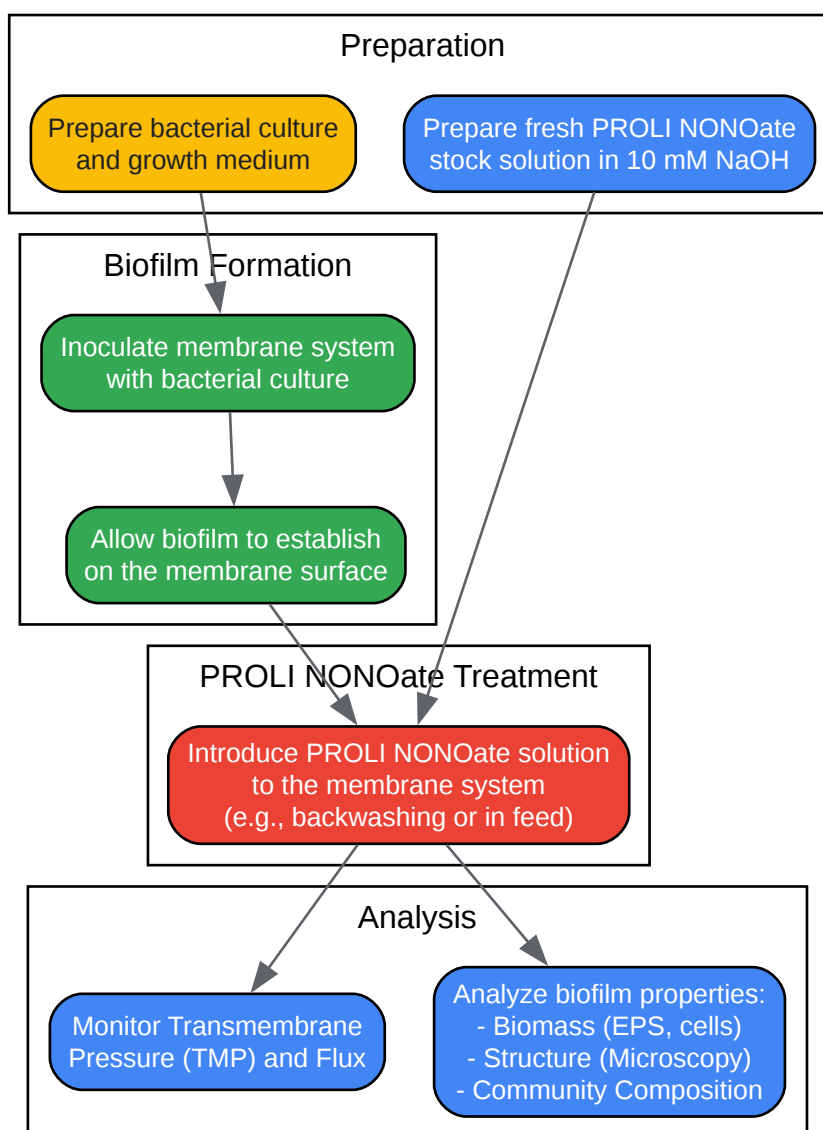 Preparation
Prepare bacterial culture
and growth medium
Prepare fresh PROLI NONOate
stock solution in 10 mM NaOH
Biofilm Formation
Inoculate membrane system
with bacterial culture
Allow biofilm to establish
on the membrane surface
PROLI NONOate Treatment
Introduce PROLI NONOate solution
to the membrane system
(e.g., backwashing or in feed)
Analysis
Monitor Transmembrane
Pressure (TMP) and Flux
Analyze biofilm properties:
- Biomass (EPS, cells)
- Structure (Microscopy)
- Community Composition